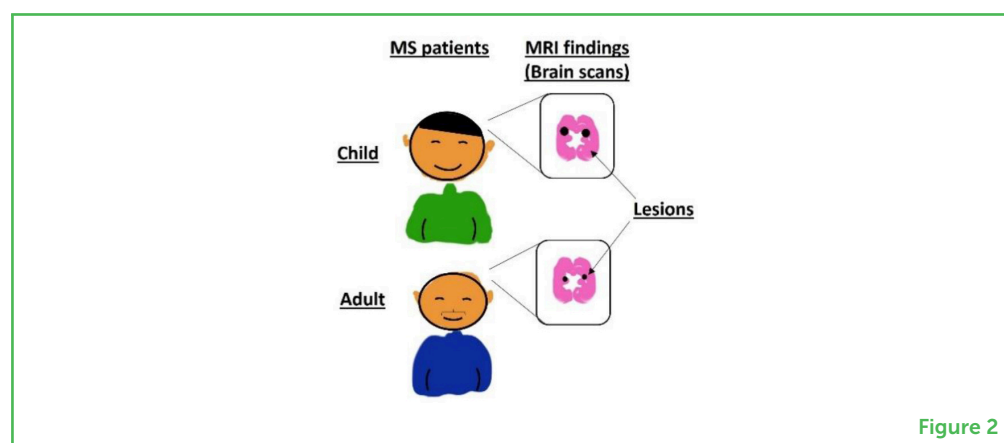 MS patients
MRI findings
(Brain scans)
Child
Lesions
Adult
Figure 2